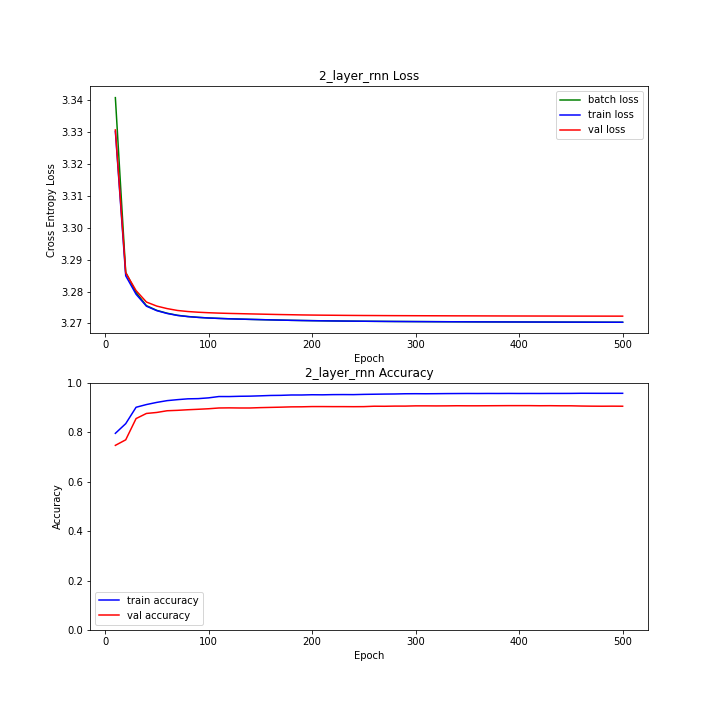 2_layer_rnn Loss
3.34
3.33
3.32
3.31
3.30
3.29
3.28
3.27
Cross Entropy Loss
batch loss
train loss
val loss
0 100 200 300 400 500
Epoch
2_layer_rnn Accuracy
1.0
0.8
0.6
0.4
0.2
0.0
Accuracy
train accuracy
val accuracy
0 100 200 300 400 500
Epoch